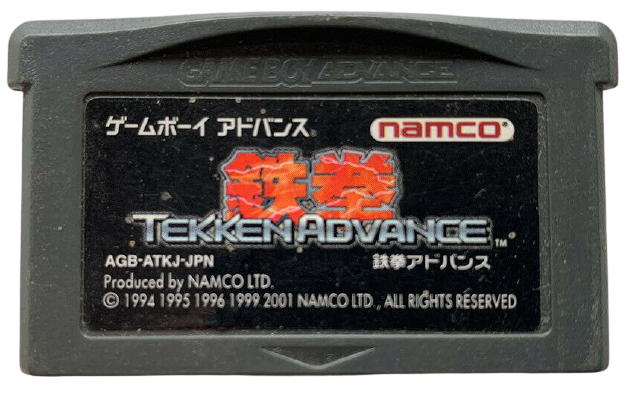 GAME BOY ADVANCE
ゲームボーイ アドバンス
namco
鉄拳
TEKKEN ADVANCE™
AGB-ATKJ-JPN
鉄拳アドバンス
Produced by NAMCO LTD.
© 1994 1995 1996 1999 2001 NAMCO LTD., ALL RIGHTS RESERVED